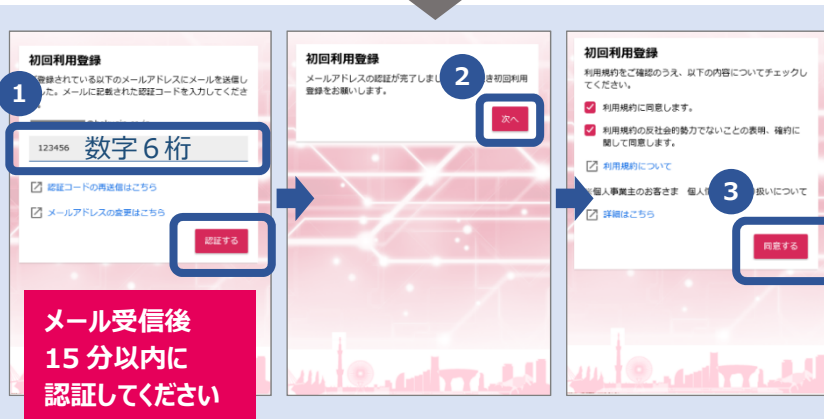 初回利用登録
登録されている以下のメールアドレスにメールを送信し
した。メールに記載された認証コードを入力してくださ
1
123456 数字6桁
認証コードの再送信はこちら
メールアドレスの変更はこちら
認証する
メール受信後
15 分以内に
認証してください
初回利用登録
メールアドレスの認証が完了しまし
き初回利用
登録をお願いします。
2
次へ
初回利用登録
利用規約をご確認のうえ、以下の内容についてチェックし
てください。
利用規約に同意します。
利用規約の反社会的勢力でないことの表明、確約に
関して同意します。
利用規約について
※個人事業主のお客さま 個人
扱いについて
3
詳細はこちら
同意する